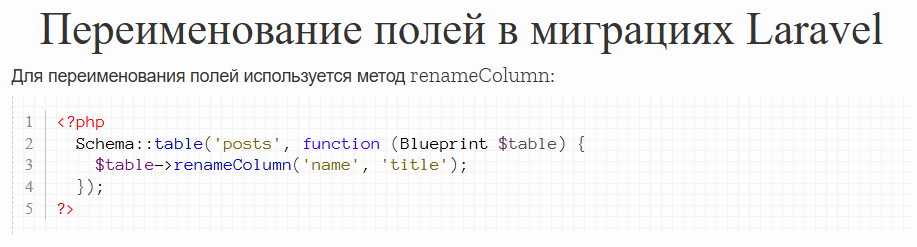 Переименование полей в миграциях Laravel
Для переименования полей используется метод renameColumn:
1 <?php
2 Schema::table('posts', function (Blueprint $table) {
3 $table->renameColumn('name', 'title');
4 });
5 ?>